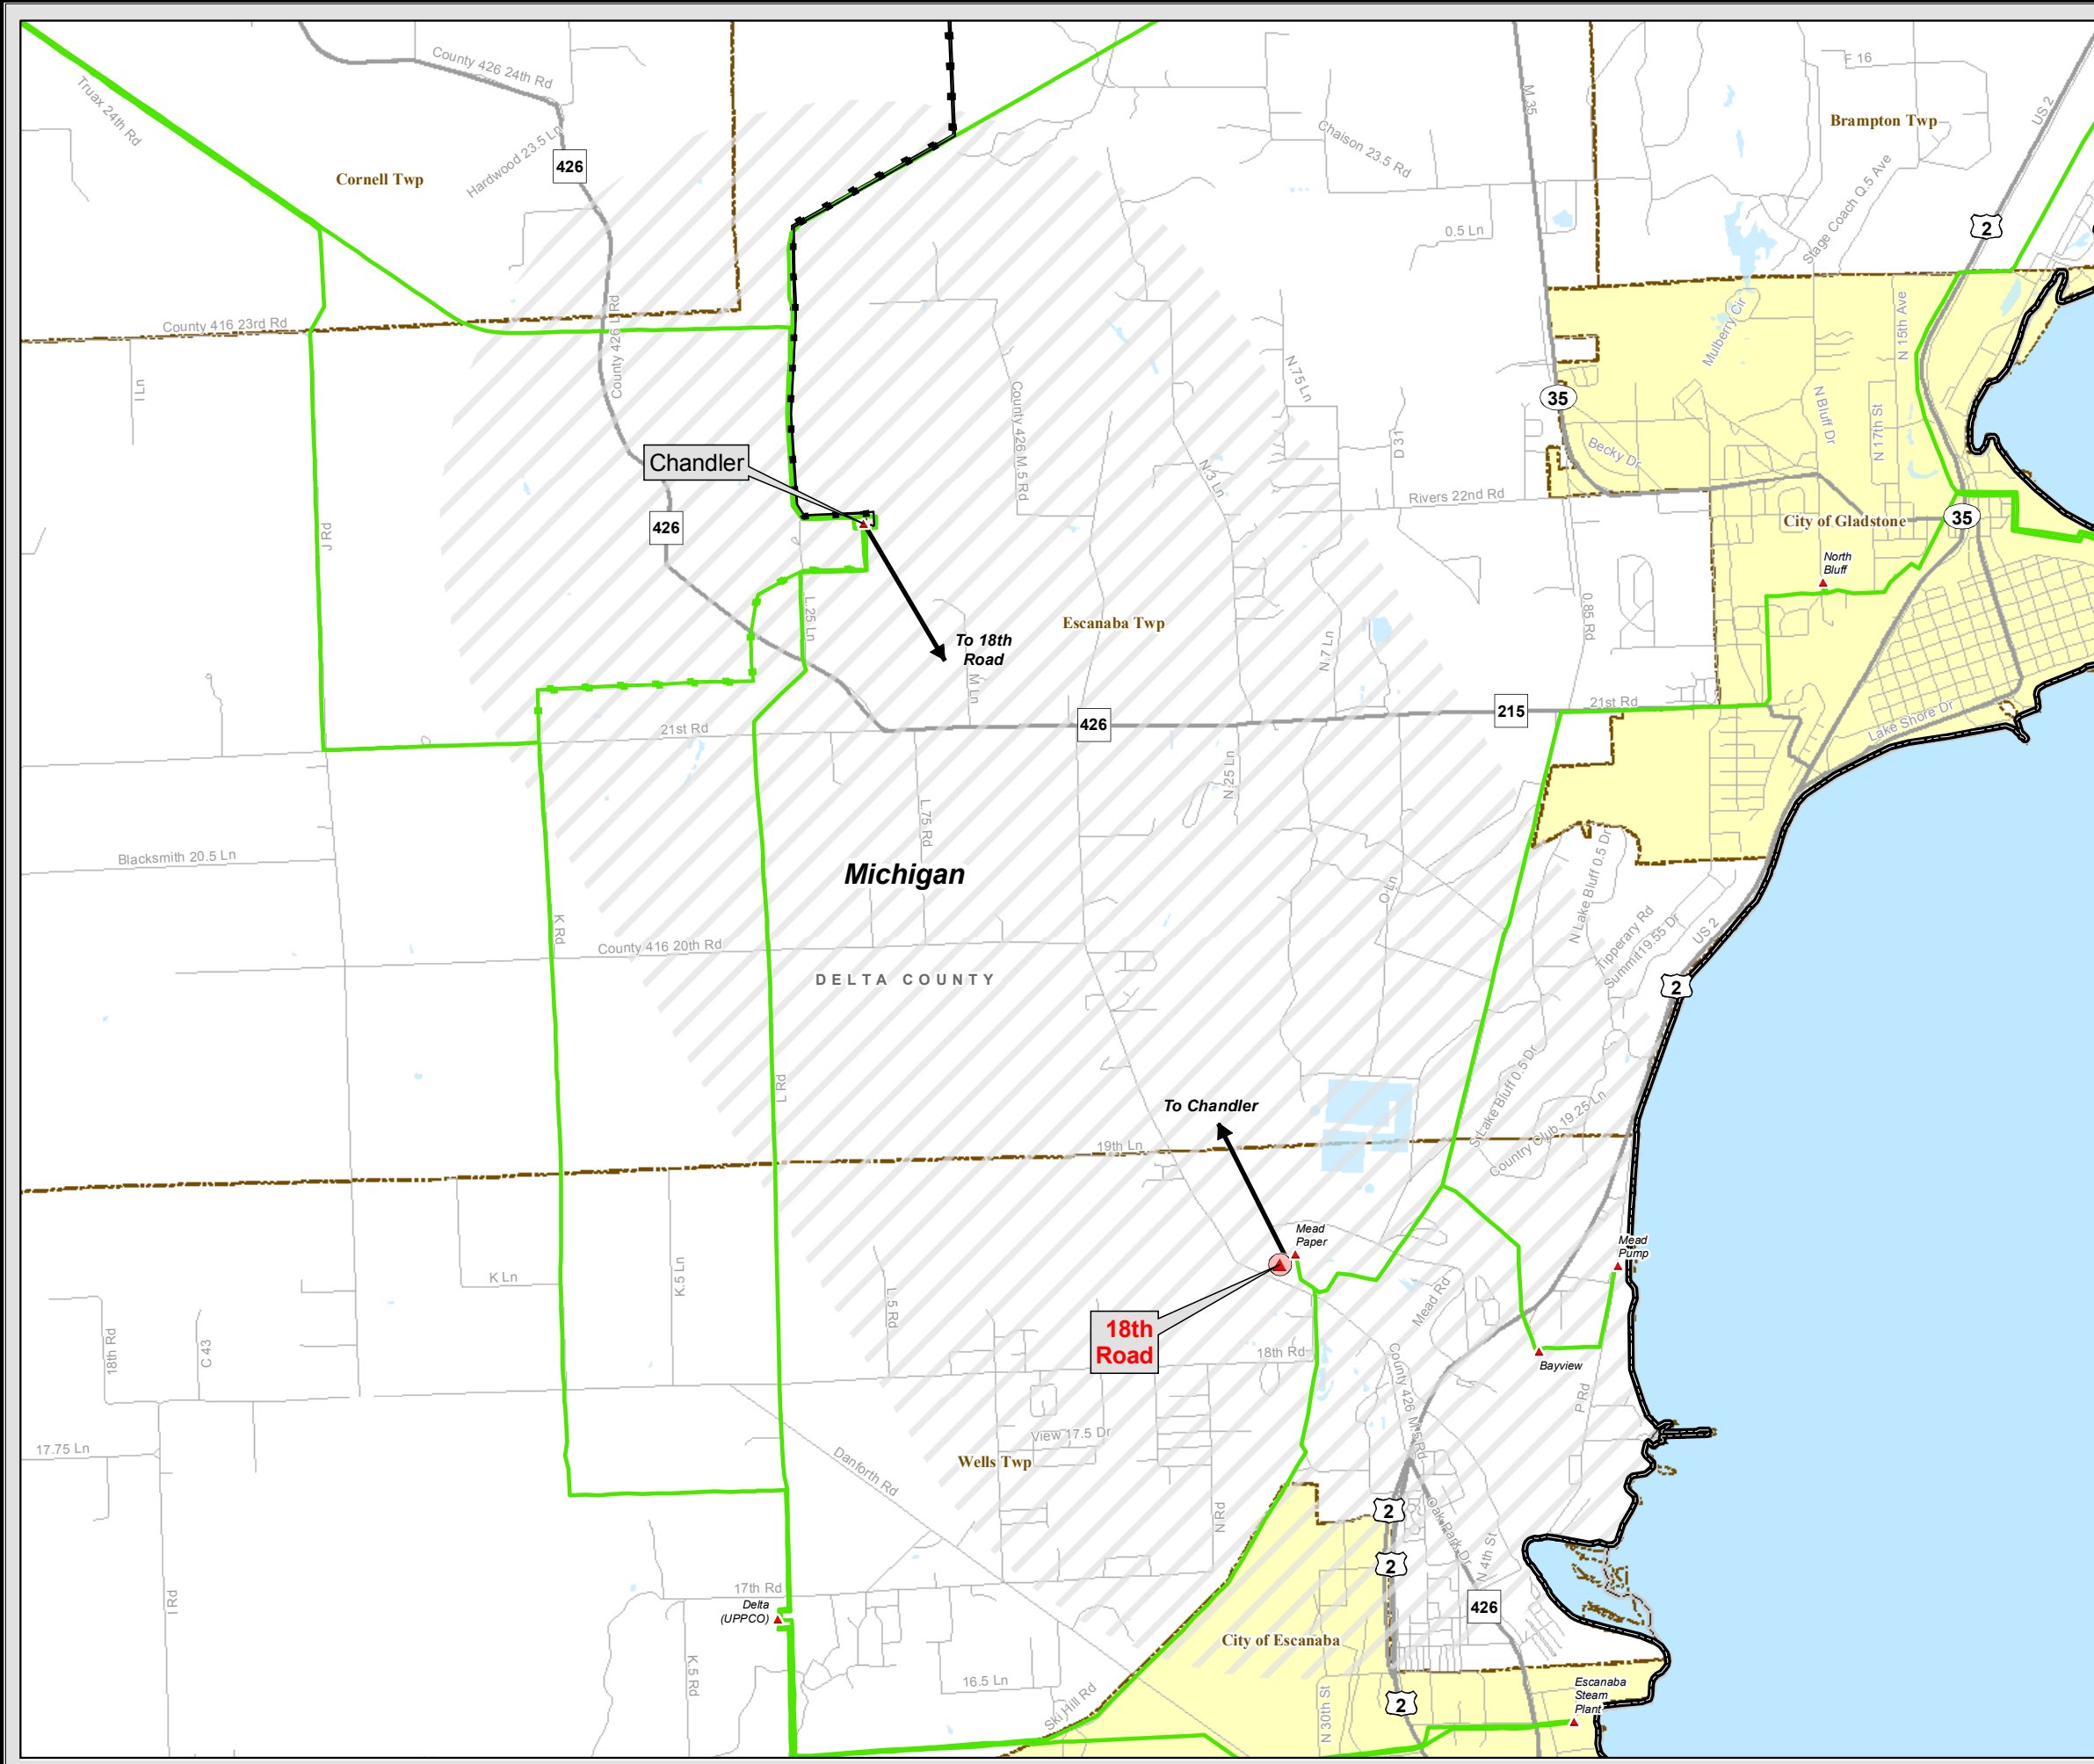 Truax 24th Rd
County 426 24th Rd
Hardwood 23.5 Ln
426
Cornell Twp
Chaison 23.5 Rd
M 35
F 16
Brampton Twp
US 2
Stage Coach Q.5 Ave
0.5 Ln
2
County 416 23rd Rd
I Ln
County 426 L Rd
Mulberry Cir
N 15th Ave
N.75 Ln
County 426 M.5 Rd
35
N Bluff Dr
N 17th St
D 31
Becky Dr
Chandler
N.3 Ln
Rivers 22nd Rd
426
J Rd
City of Gladstone
35
North
Bluff
L.25 Ln
Escanaba Twp
0.85 Rd
To 18th
Road
N.7 Ln
M Ln
21st Rd
426
215
21st Rd
Lake Shore Dr
N.25 Ln
L.75 Rd
Blacksmith 20.5 Ln
Michigan
O Ln
N Lake Bluff 0.5 Dr
K Rd
County 416 20th Rd
Tipperary Rd
Summit 19.55 Dr
US 2
DELTA COUNTY
2
L Rd
To Chandler
S Lake Bluff 0.5 Dr
Country Club 19.25 Ln
19th Ln
Mead
Paper
Mead
Pump
K Ln
K.5 Ln
L.5 Rd
Mead Rd
18th
Road
18th Rd
C 43
18th Rd
Bayview
County 426 M.5 Rd
P Rd
17.75 Ln
View 17.5 Dr
Danforth Rd
Wells Twp
N Rd
2
Oak Park Dr
N 4th St
2
I Rd
17th Rd
Delta
(UPPCO)
426
City of Escanaba
K.5 Rd
16.5 Ln
Ski Hill Rd
N 30th St
2
Escanaba
Steam
Plant